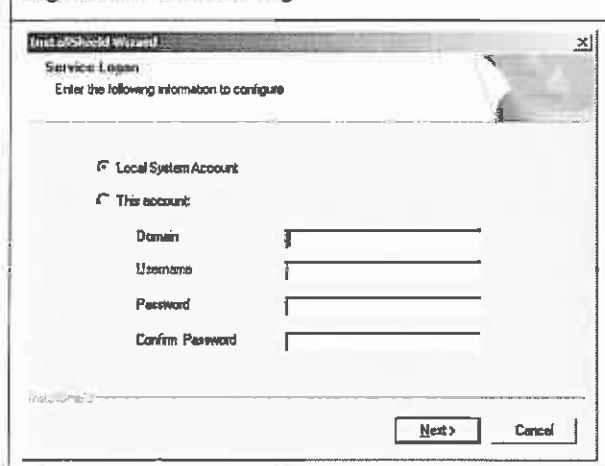 InstallShield Wizard
Service Logon
Enter the following information to configure
Local System Account
This account:
Domain
Username
Password
Confirm Password
InstallShield
Next >
Cancel